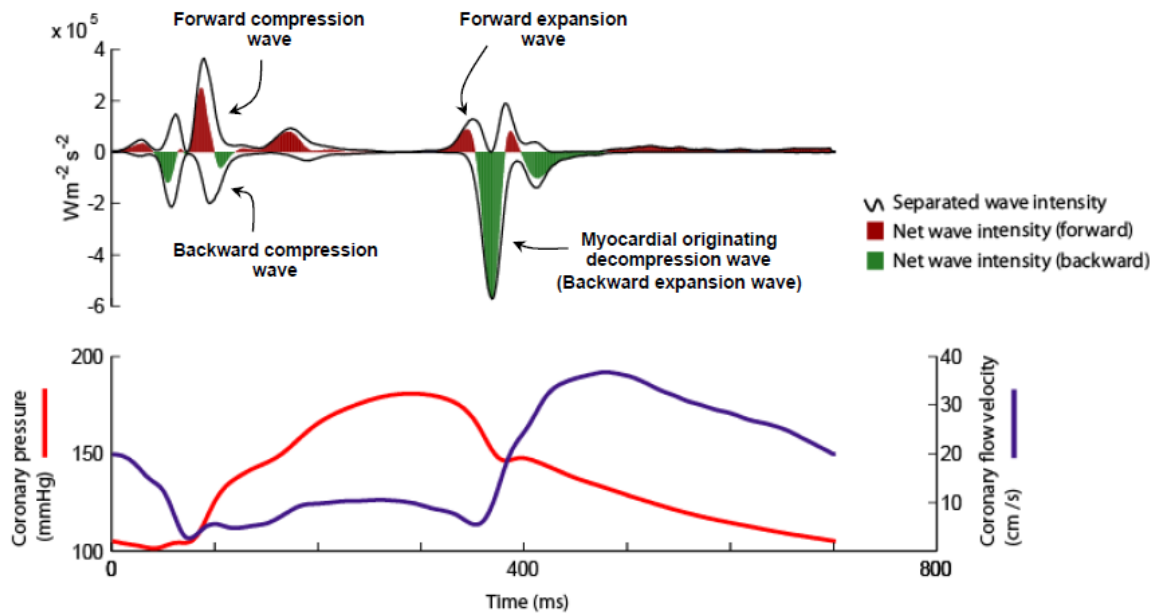 Forward compression
wave
Forward expansion
wave
x 10⁵
4
2
0
-2
-4
-6
Wm⁻² s⁻²
Backward compression
wave
Myocardial originating
decompression wave
(Backward expansion wave)
Separated wave intensity
Net wave intensity (forward)
Net wave intensity (backward)
200
150
100
Coronary pressure
(mmHg)
40
30
20
10
0
Coronary flow velocity
(cm /s)
0
400
800
Time (ms)